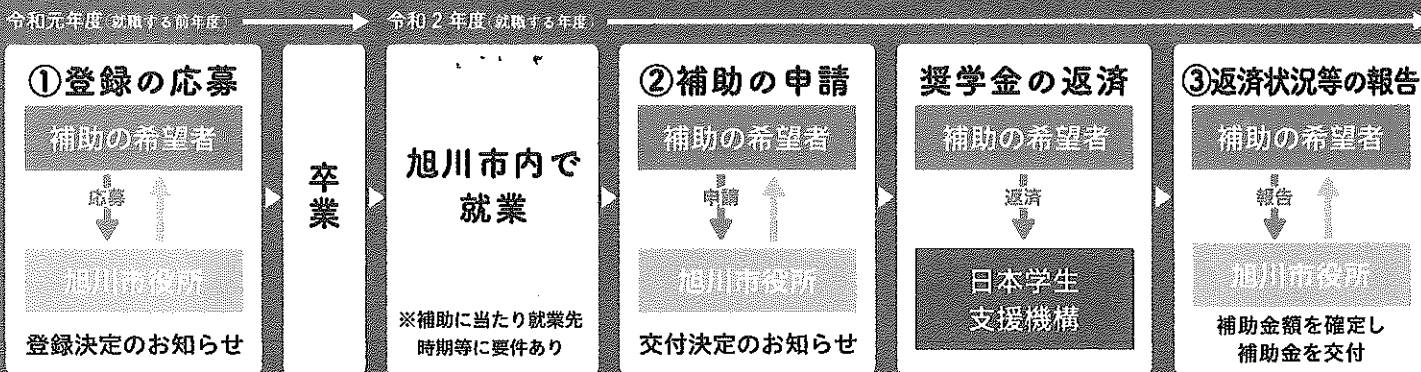 令和元年度(就職する前年度)
令和2年度(就職する年度)
①登録の応募
補助の希望者
応募
旭川市役所
登録決定のお知らせ
卒業
旭川市内で
就業
※補助に当たり就業先
時期等に要件あり
②補助の申請
補助の希望者
申請
旭川市役所
交付決定のお知らせ
奨学金の返済
補助の希望者
返済
日本学生
支援機構
③返済状況等の報告
補助の希望者
報告
旭川市役所
補助金額を確定し
補助金を交付